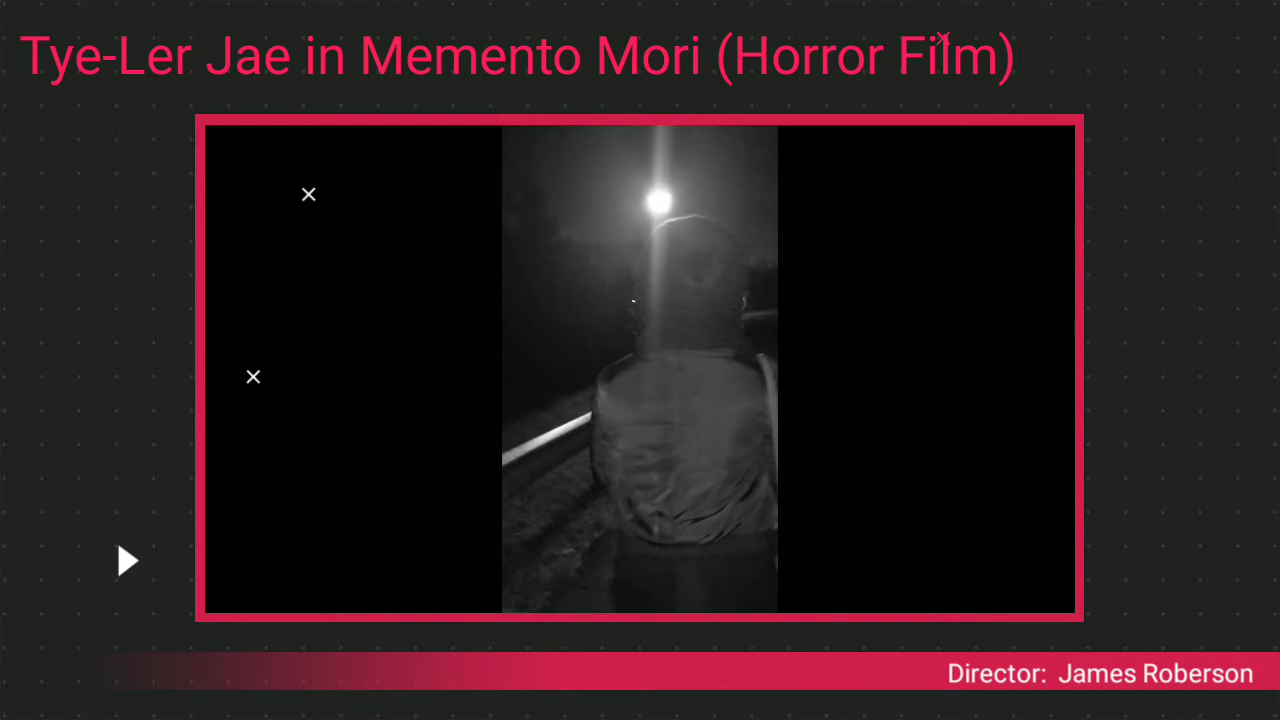 Tye-Ler Jae in Memento Mori (Horror Film)
Director: James Roberson